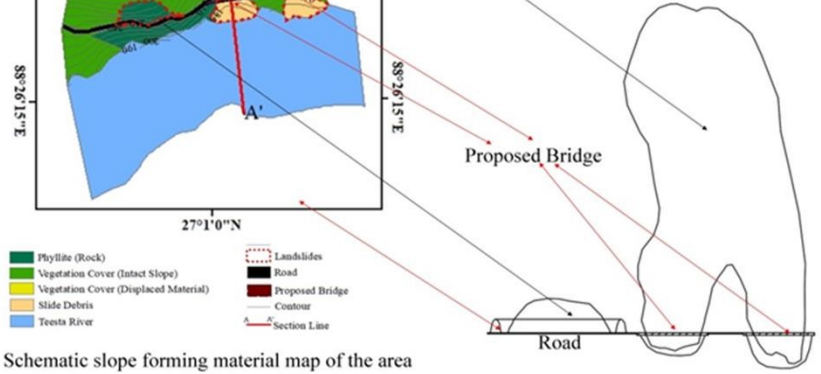 88°26'15"E
88°26'15"E
A'
27°1'0"N
Proposed Bridge
Phyllite (Rock)
Vegetation Cover (Intact Slope)
Vegetation Cover (Displaced Material)
Slide Debris
Teesta River
Landslides
Road
Proposed Bridge
Contour
A A'
Section Line
Road
Schematic slope forming material map of the area